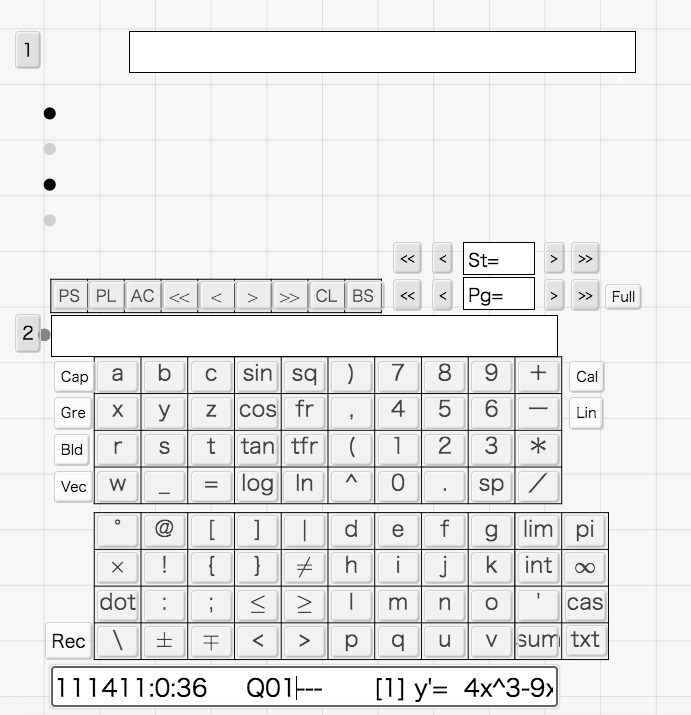 1
<< < St= > >>
PS PL AC << < > >> CL BS << < Pg= > >> Full
2
Cap a b c sin sq ) 7 8 9 + Cal
Gre x y z cos fr , 4 5 6 − Lin
Bld r s t tan tfr ( 1 2 3 *
Vec w _ = log ln ^ 0 . sp /
° @ [ ] | d e f g lim pi
× ! { } ≠ h i j k int ∞
dot : ; ≤ ≥ l m n o ' cas
Rec \ ± ∓ < > p q u v sum txt
111411:0:36 Q01--- [1] y'= 4x^3-9x